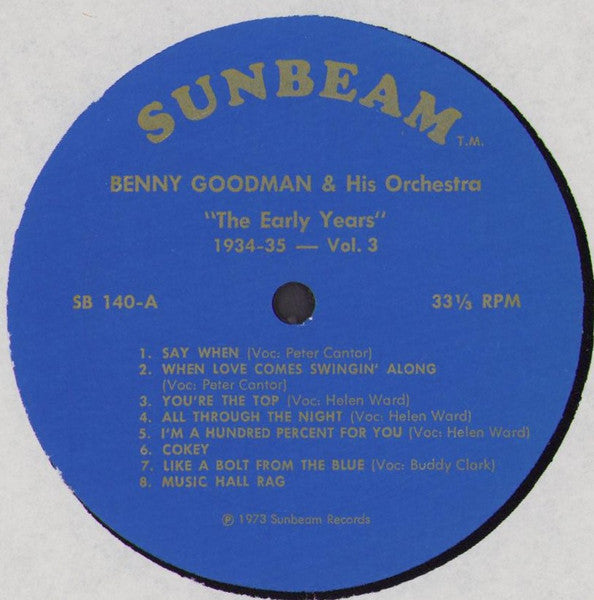 SUNBEAM T.M.
BENNY GOODMAN & His Orchestra
"The Early Years"
1934-35 — Vol. 3
SB 140-A
33⅓ RPM
1. SAY WHEN (Voc: Peter Cantor)
2. WHEN LOVE COMES SWINGIN' ALONG
(Voc: Peter Cantor)
3. YOU'RE THE TOP (Voc: Helen Ward)
4. ALL THROUGH THE NIGHT (Voc: Helen Ward)
5. I'M A HUNDRED PERCENT FOR YOU (Voc: Helen Ward)
6. COKEY
7. LIKE A BOLT FROM THE BLUE (Voc: Buddy Clark)
8. MUSIC HALL RAG
℗ 1973 Sunbeam Records